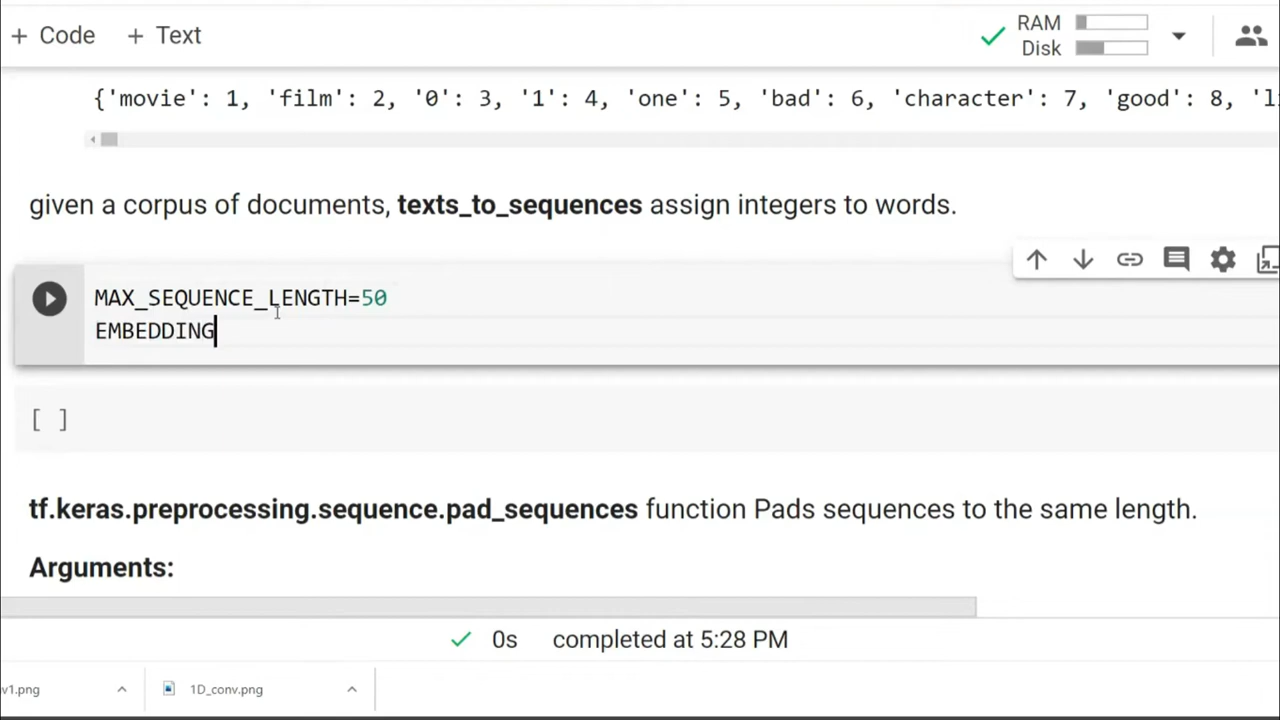 + Code + Text
RAM
Disk
{'movie': 1, 'film': 2, '0': 3, '1': 4, 'one': 5, 'bad': 6, 'character': 7, 'good': 8, 'li
given a corpus of documents, texts_to_sequences assign integers to words.
MAX_SEQUENCE_LENGTH=50
EMBEDDING
[ ]
tf.keras.preprocessing.sequence.pad_sequences function Pads sequences to the same length.
Arguments:
0s completed at 5:28 PM
v1.png 1D_conv.png